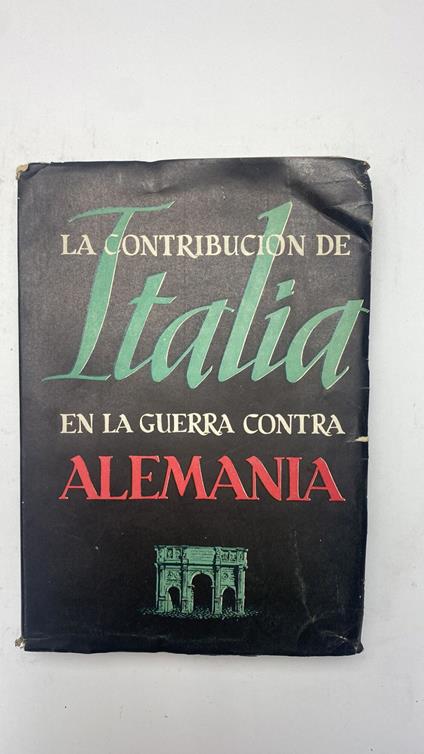 LA CONTRIBUCION DE
Italia
EN LA GUERRA CONTRA
ALEMANIA